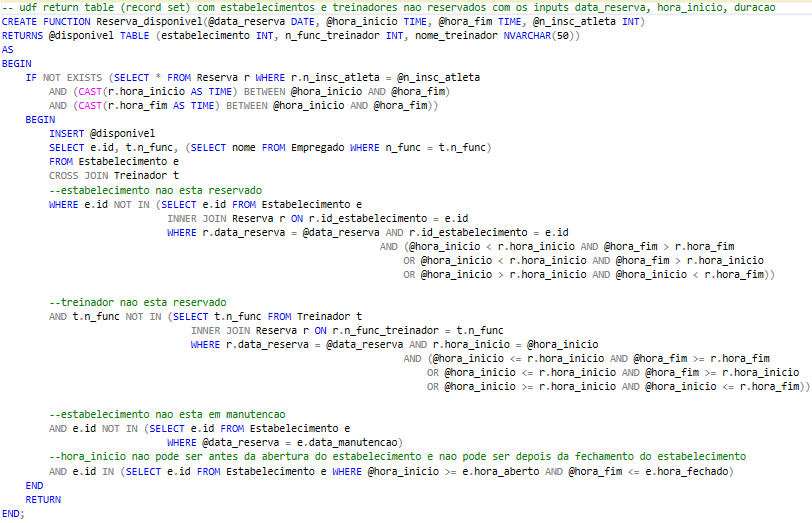 -- udf return table (record set) com estabelecimentos e treinadores nao reservados com os inputs data_reserva, hora_inicio, duracao
CREATE FUNCTION Reserva_disponivel(@data_reserva DATE, @hora_inicio TIME, @hora_fim TIME, @n_insc_atleta INT)
RETURNS @disponivel TABLE (estabelecimento INT, n_func_treinador INT, nome_treinador NVARCHAR(50))
AS
BEGIN
IF NOT EXISTS (SELECT * FROM Reserva r WHERE r.n_insc_atleta = @n_insc_atleta
AND (CAST(r.hora_inicio AS TIME) BETWEEN @hora_inicio AND @hora_fim)
AND (CAST(r.hora_fim AS TIME) BETWEEN @hora_inicio AND @hora_fim))
BEGIN
INSERT @disponivel
SELECT e.id, t.n_func, (SELECT nome FROM Empregado WHERE n_func = t.n_func)
FROM Estabelecimento e
CROSS JOIN Treinador t
--estabelecimento nao esta reservado
WHERE e.id NOT IN (SELECT e.id FROM Estabelecimento e
INNER JOIN Reserva r ON r.id_estabelecimento = e.id
WHERE r.data_reserva = @data_reserva AND r.id_estabelecimento = e.id
AND (@hora_inicio < r.hora_inicio AND @hora_fim > r.hora_fim
OR @hora_inicio < r.hora_inicio AND @hora_fim > r.hora_inicio
OR @hora_inicio > r.hora_inicio AND @hora_inicio < r.hora_fim))
--treinador nao esta reservado
AND t.n_func NOT IN (SELECT t.n_func FROM Treinador t
INNER JOIN Reserva r ON r.n_func_treinador = t.n_func
WHERE r.data_reserva = @data_reserva AND r.hora_inicio = @hora_inicio
AND (@hora_inicio <= r.hora_inicio AND @hora_fim >= r.hora_fim
OR @hora_inicio <= r.hora_inicio AND @hora_fim >= r.hora_inicio
OR @hora_inicio >= r.hora_inicio AND @hora_inicio <= r.hora_fim))
--estabelecimento nao esta em manutencao
AND e.id NOT IN (SELECT e.id FROM Estabelecimento e
WHERE @data_reserva = e.data_manutencao)
--hora_inicio nao pode ser antes da abertura do estabelecimento e nao pode ser depois da fechamento do estabelecimento
AND e.id IN (SELECT e.id FROM Estabelecimento e WHERE @hora_inicio >= e.hora_aberto AND @hora_fim <= e.hora_fechado)
END
RETURN
END;